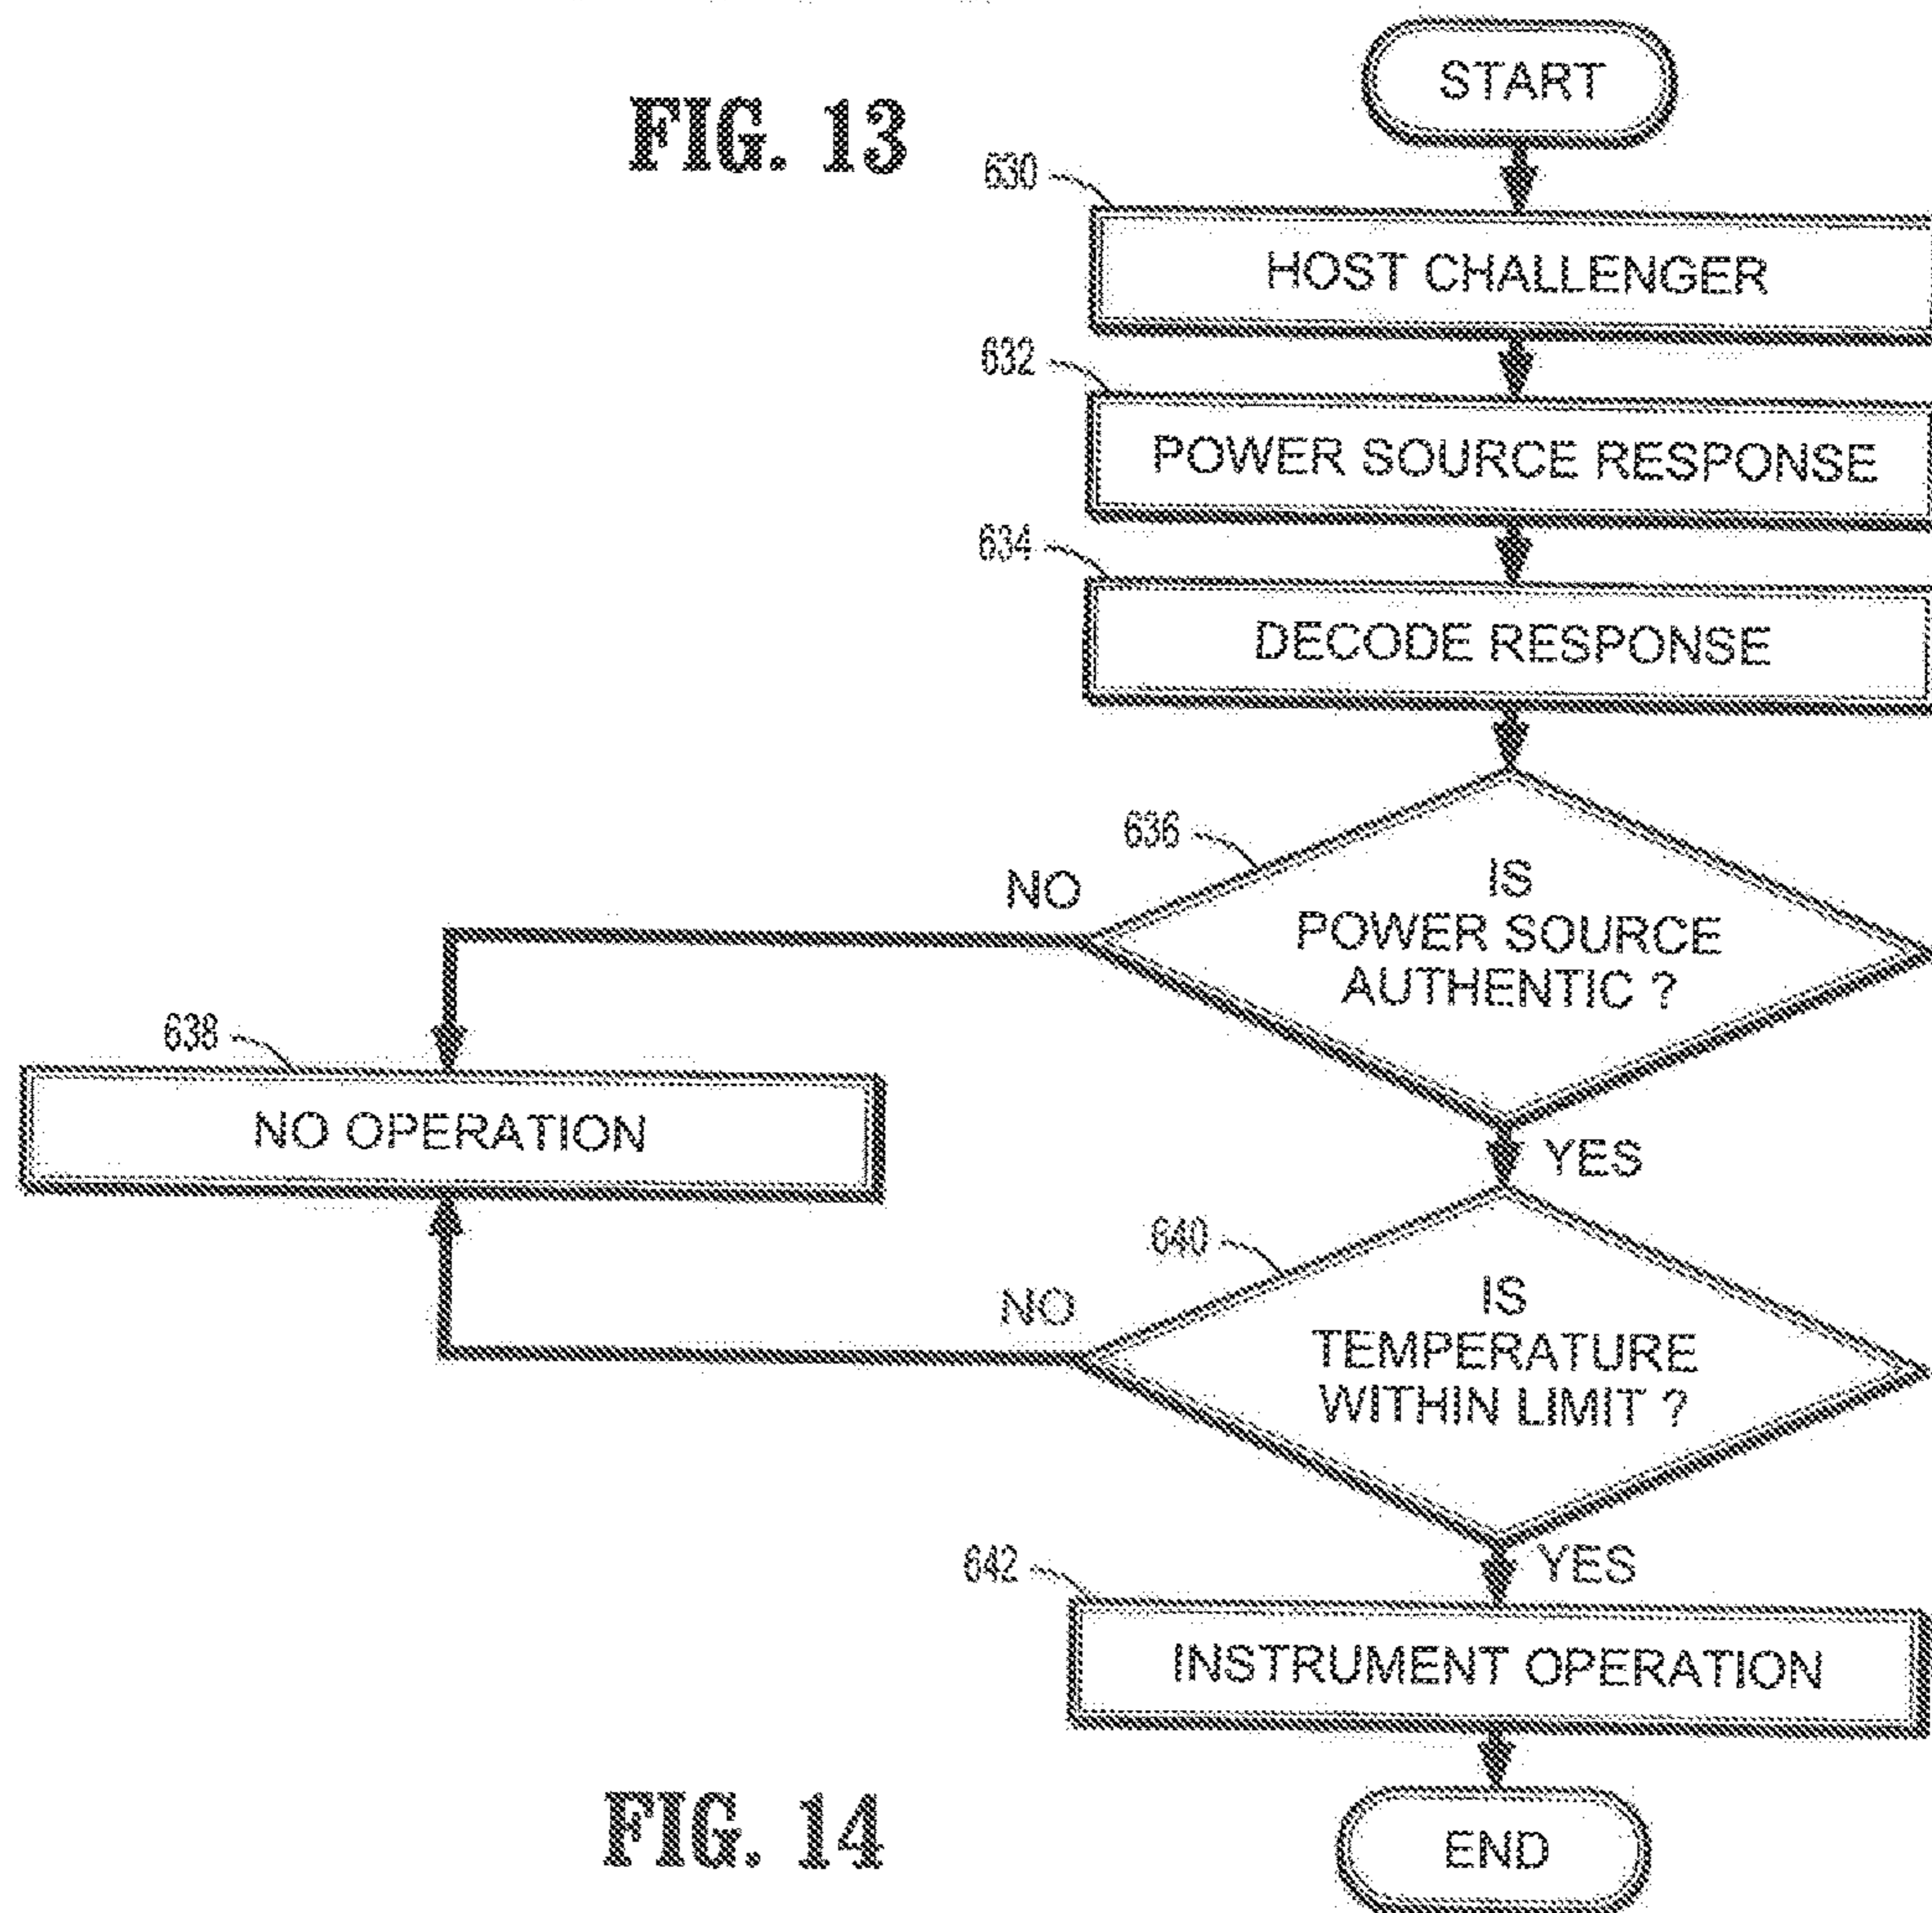 FIG. 13
START
630
HOST CHALLENGER
632
POWER SOURCE RESPONSE
634
DECODE RESPONSE
636
IS
POWER SOURCE
AUTHENTIC ?
NO
YES
638
NO OPERATION
640
IS
TEMPERATURE
WITHIN LIMIT ?
NO
YES
642
INSTRUMENT OPERATION
END
FIG. 14